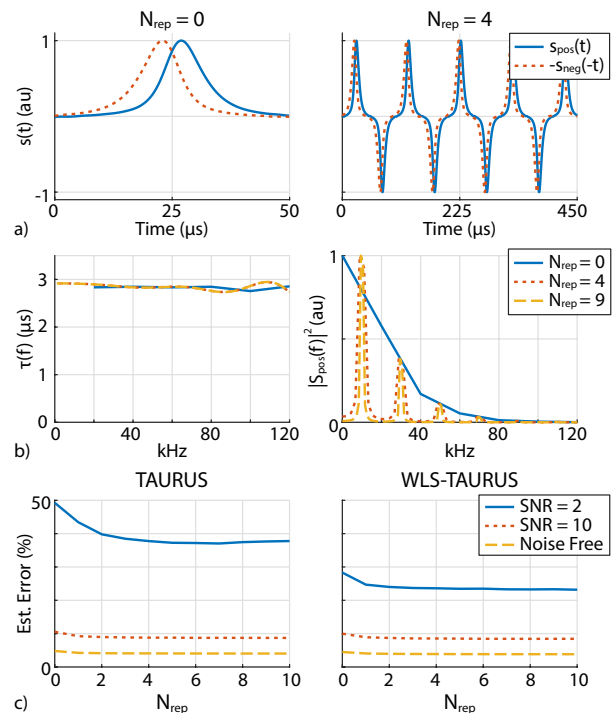 N_rep = 0
N_rep = 4
1
s(t) (au)
-1
0
25
50
Time (µs)
s_pos(t)
-s_neg(-t)
0
225
450
Time (µs)
a)
3
2
1
0
τ(f) (µs)
0
40
80
120
kHz
1
0
|S_pos(f)|² (au)
0
40
80
120
kHz
N_rep = 0
N_rep = 4
N_rep = 9
b)
TAURUS
WLS-TAURUS
50
Est. Error (%)
0
0
2
4
6
8
10
N_rep
SNR = 2
SNR = 10
Noise Free
0
2
4
6
8
10
N_rep
c)